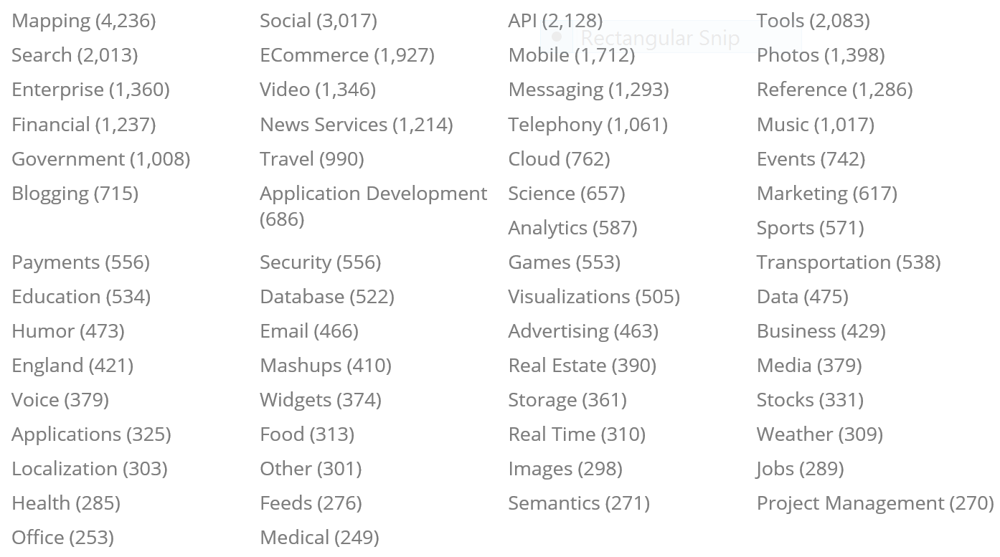 Mapping (4,236) Social (3,017) API (2,128) Tools (2,083)
Rectangular Snip
Search (2,013) ECommerce (1,927) Mobile (1,712) Photos (1,398)
Enterprise (1,360) Video (1,346) Messaging (1,293) Reference (1,286)
Financial (1,237) News Services (1,214) Telephony (1,061) Music (1,017)
Government (1,008) Travel (990) Cloud (762) Events (742)
Blogging (715) Application Development Science (657) Marketing (617)
(686)
Analytics (587) Sports (571)
Payments (556) Security (556) Games (553) Transportation (538)
Education (534) Database (522) Visualizations (505) Data (475)
Humor (473) Email (466) Advertising (463) Business (429)
England (421) Mashups (410) Real Estate (390) Media (379)
Voice (379) Widgets (374) Storage (361) Stocks (331)
Applications (325) Food (313) Real Time (310) Weather (309)
Localization (303) Other (301) Images (298) Jobs (289)
Health (285) Feeds (276) Semantics (271) Project Management (270)
Office (253) Medical (249)